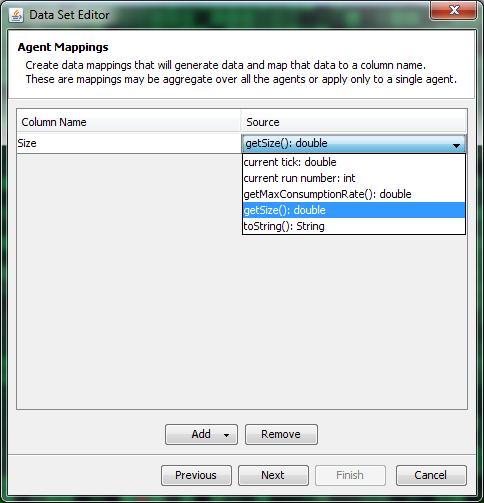 Data Set Editor
Agent Mappings
Create data mappings that will generate data and map that data to a column name.
These are mappings may be aggregate over all the agents or apply only to a single agent.
Column Name Source
Size getSize(): double
current tick: double
current run number: int
getMaxConsumptionRate(): double
getSize(): double
toString(): String
Add Remove
Previous Next Finish Cancel